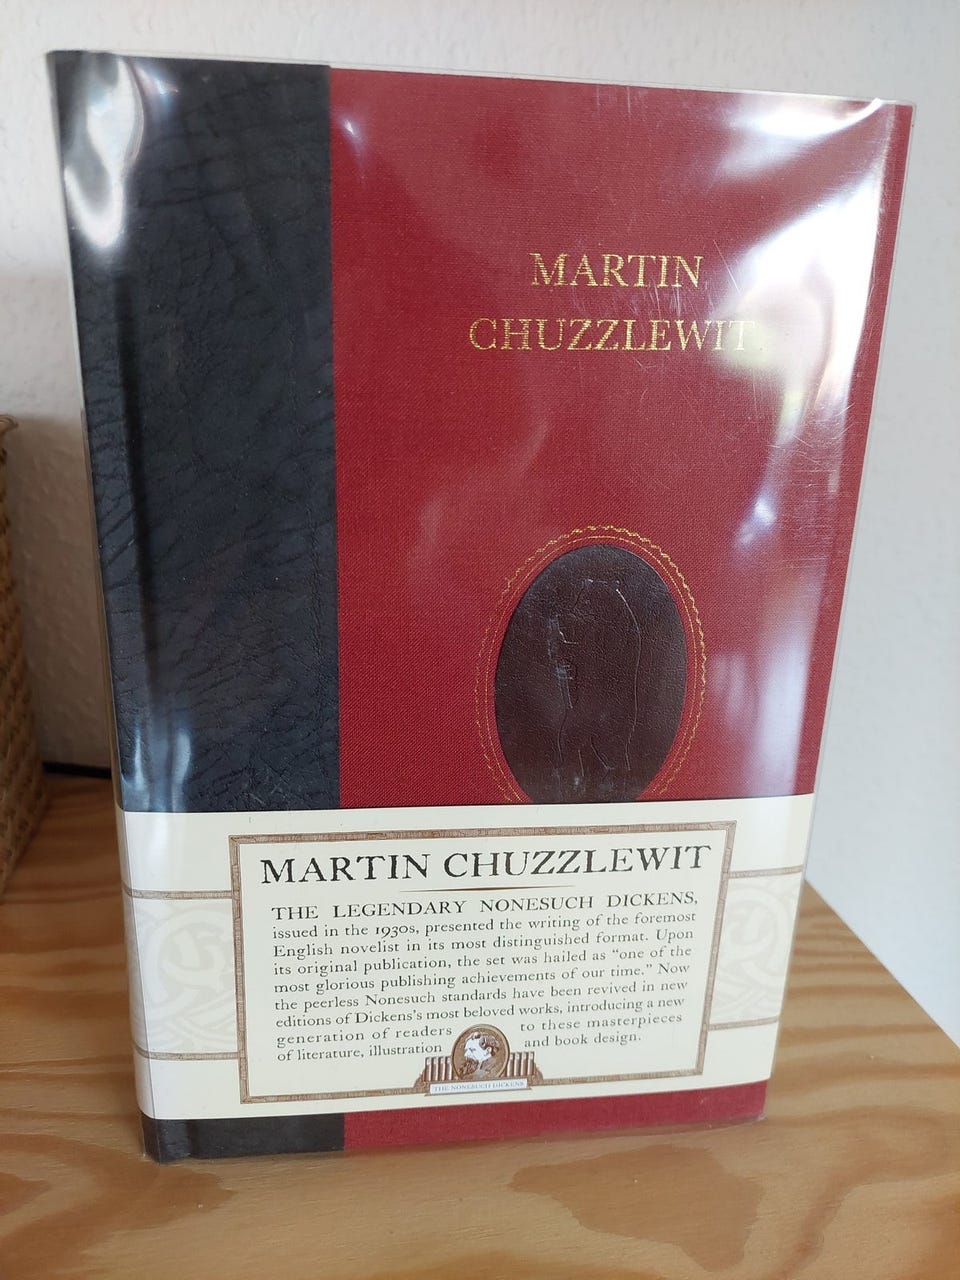 MARTIN
CHUZZLEWIT
MARTIN CHUZZLEWIT
THE LEGENDARY NONESUCH DICKENS,
issued in the 1930s, presented the writing of the foremost
English novelist in its most distinguished format. Upon
its original publication, the set was hailed as “one of the
most glorious publishing achievements of our time.” Now
the peerless Nonesuch standards have been revived in new
editions of Dickens's most beloved works, introducing a new
generation of readers to these masterpieces
of literature, illustration and book design.
THE NONESUCH DICKENS